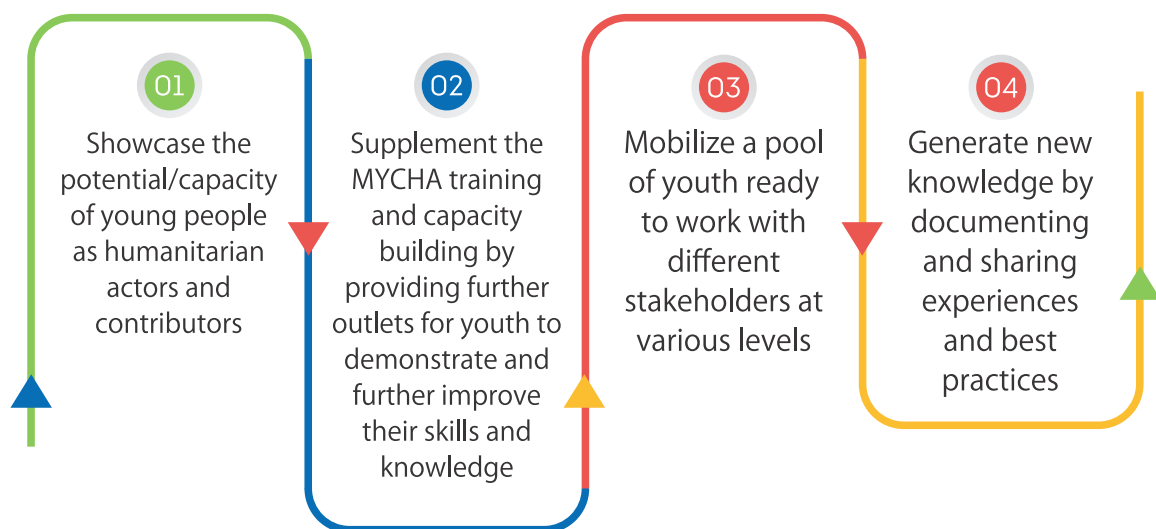 01
Showcase the
potential/capacity
of young people
as humanitarian
actors and
contributors
02
Supplement the
MYCHA training
and capacity
building by
providing further
outlets for youth to
demonstrate and
further improve
their skills and
knowledge
03
Mobilize a pool
of youth ready
to work with
different
stakeholders at
various levels
04
Generate new
knowledge by
documenting
and sharing
experiences
and best
practices